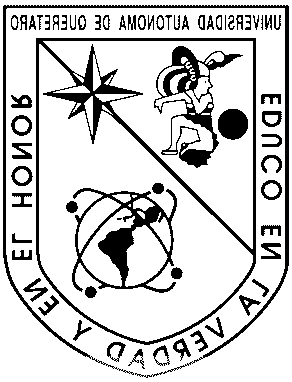 UNIVERSIDAD AUTONOMA DE QUERETARO
EDUCO EN LA VERDAD Y EN EL HONOR